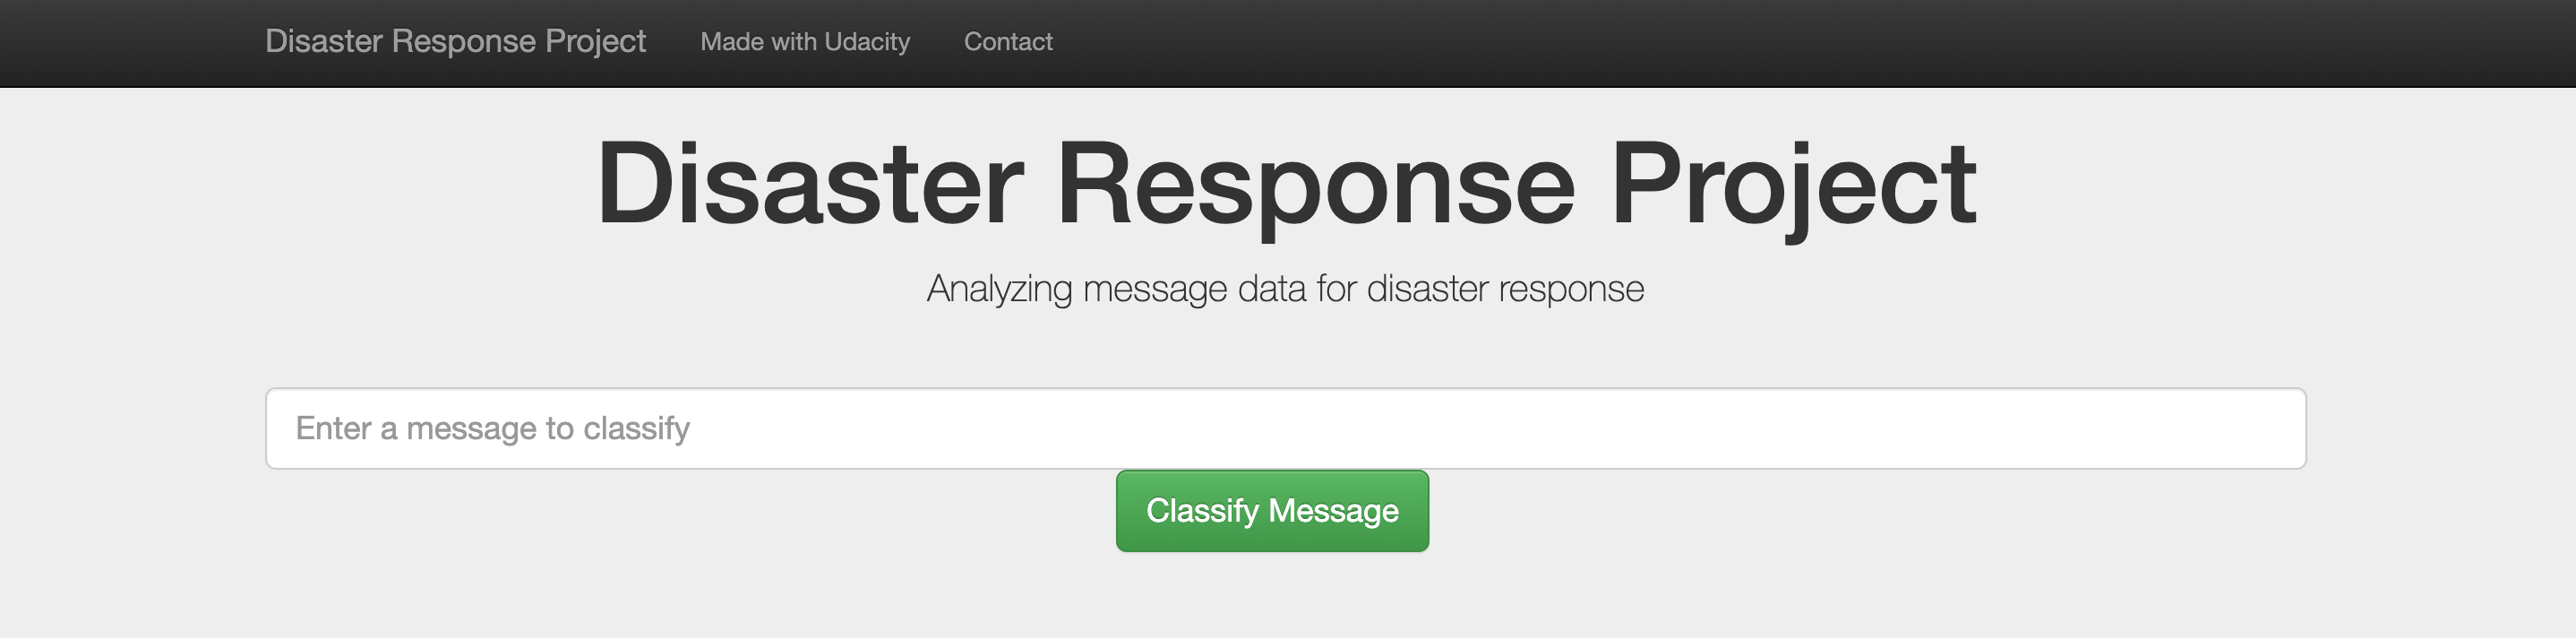 Disaster Response Project Made with Udacity Contact
Disaster Response Project
Analyzing message data for disaster response
Enter a message to classify
Classify Message